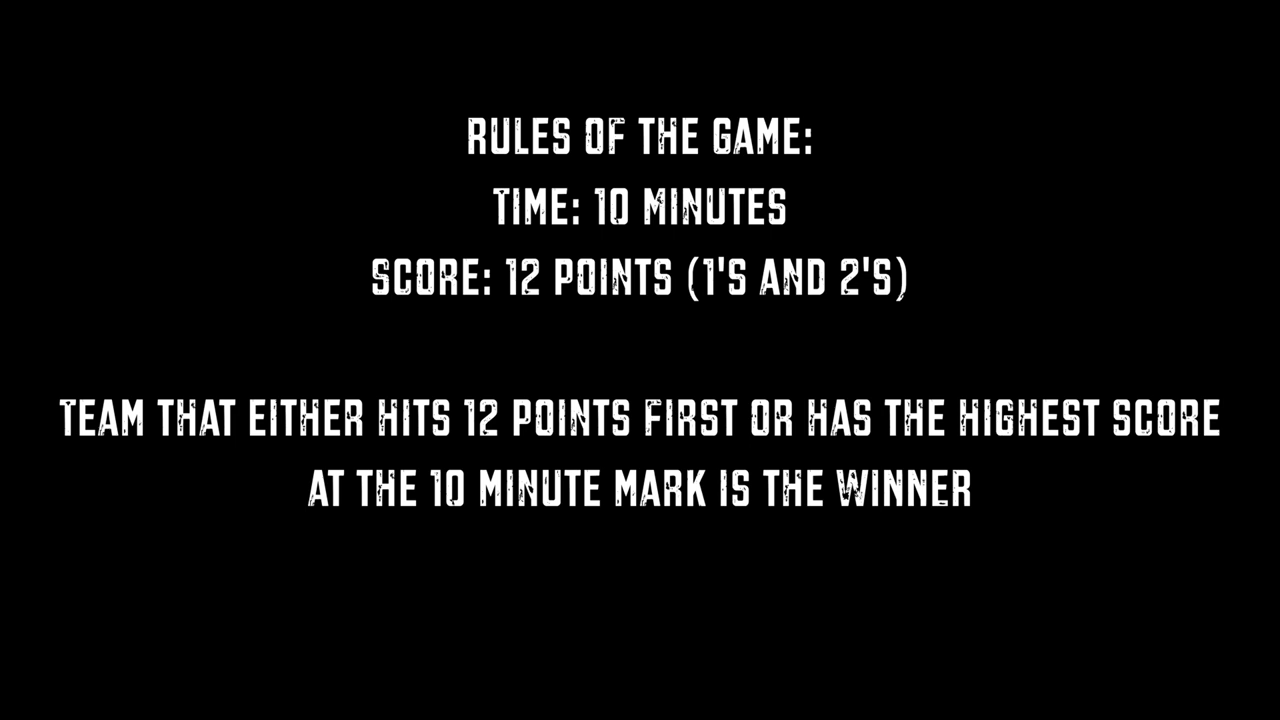 RULES OF THE GAME:
TIME: 10 MINUTES
SCORE: 12 POINTS (1'S AND 2'S)
TEAM THAT EITHER HITS 12 POINTS FIRST OR HAS THE HIGHEST SCORE
AT THE 10 MINUTE MARK IS THE WINNER